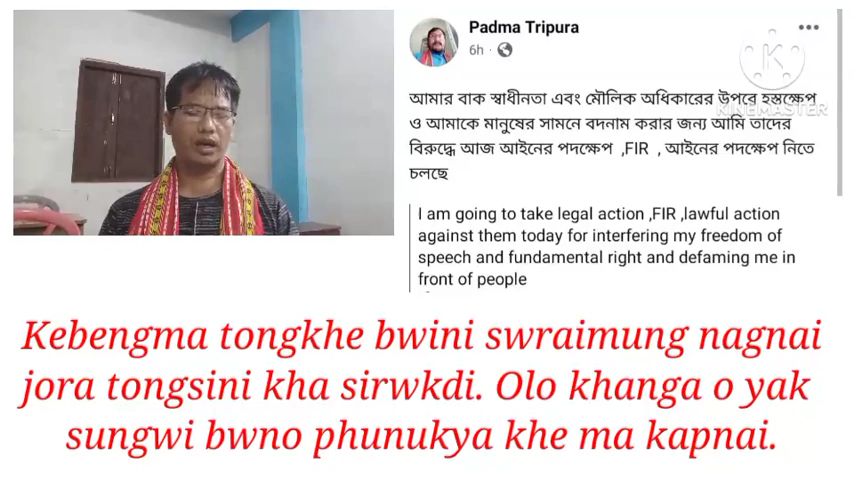 Padma Tripura
6h
আমার বাক স্বাধীনতা এবং মৌলিক অধিকারের উপরে হস্তক্ষেপ
ও আমাকে মানুষের সামনে বদনাম করার জন্য আমি তাদের
বিরুদ্ধে আজ আইনের পদক্ষেপ ,FIR , আইনের পদক্ষেপ নিতে
চলছে
I am going to take legal action ,FIR ,lawful action
against them today for interfering my freedom of
speech and fundamental right and defaming me in
front of people
K
KINEMASTER
Kebengma tongkhe bwini swraimung nagnai
jora tongsini kha sirwkdi. Olo khanga o yak
sungwi bwno phunukya khe ma kapnai.